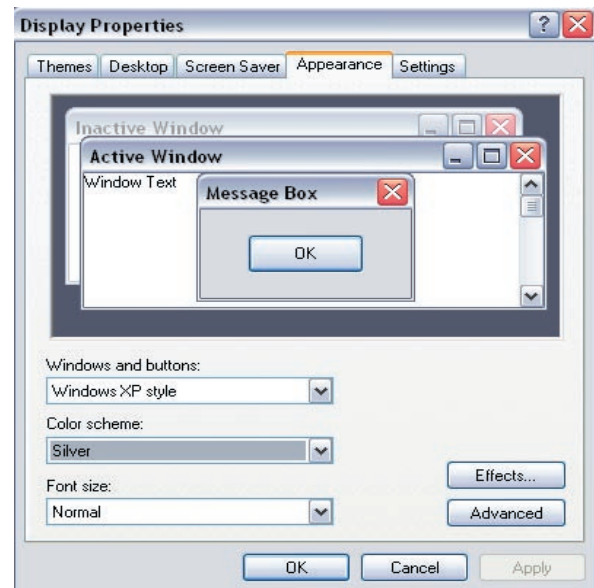 Display Properties
Themes Desktop Screen Saver Appearance Settings
Inactive Window
Active Window
Window Text
Message Box
OK
Windows and buttons:
Windows XP style
Color scheme:
Silver
Effects...
Font size:
Normal
Advanced
OK Cancel Apply